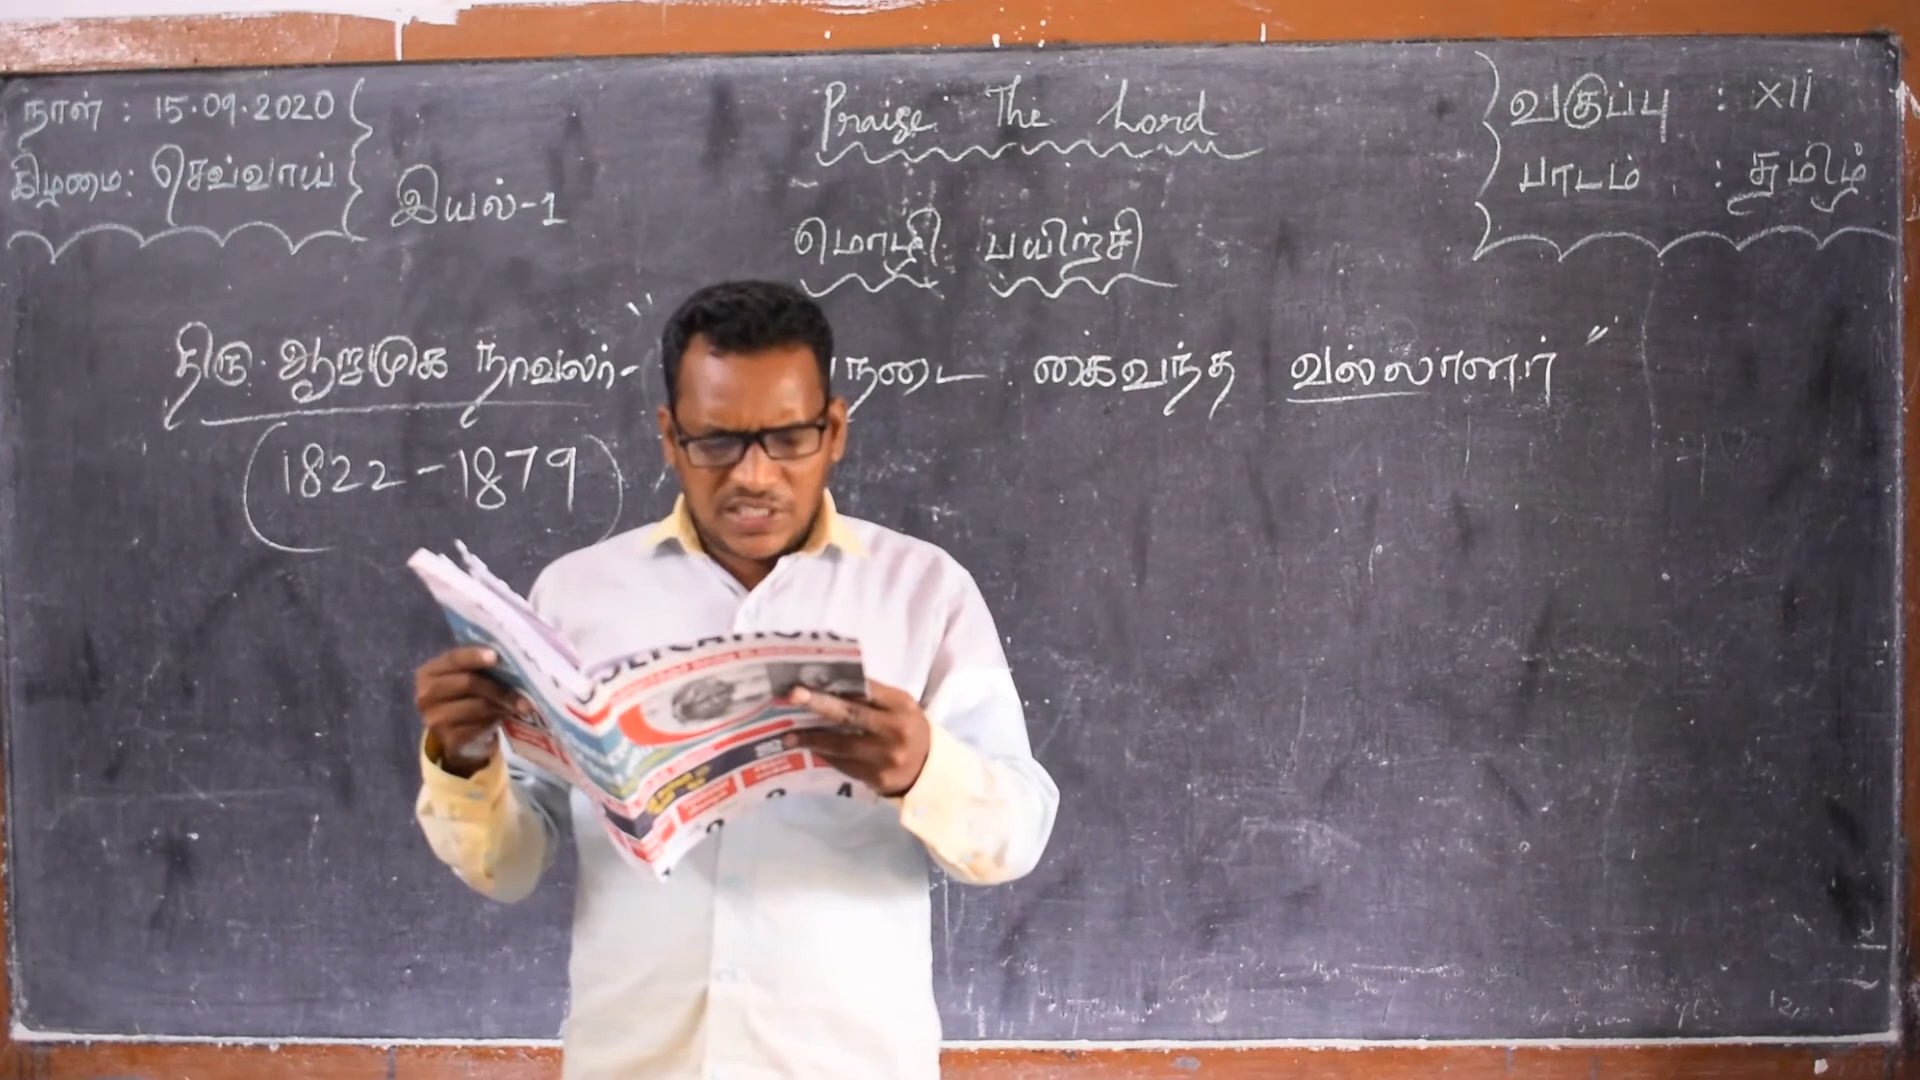 நாள் : 15.09.2020
கிழமை: செவ்வாய்
இயல்-1
Praise The Lord
மொழி பயிற்சி
வகுப்பு : XII
பாடம் : தமிழ்
திரு. ஆறுமுக நாவலர்- " நடை கைவந்த வல்லாளர் "
(1822-1879)